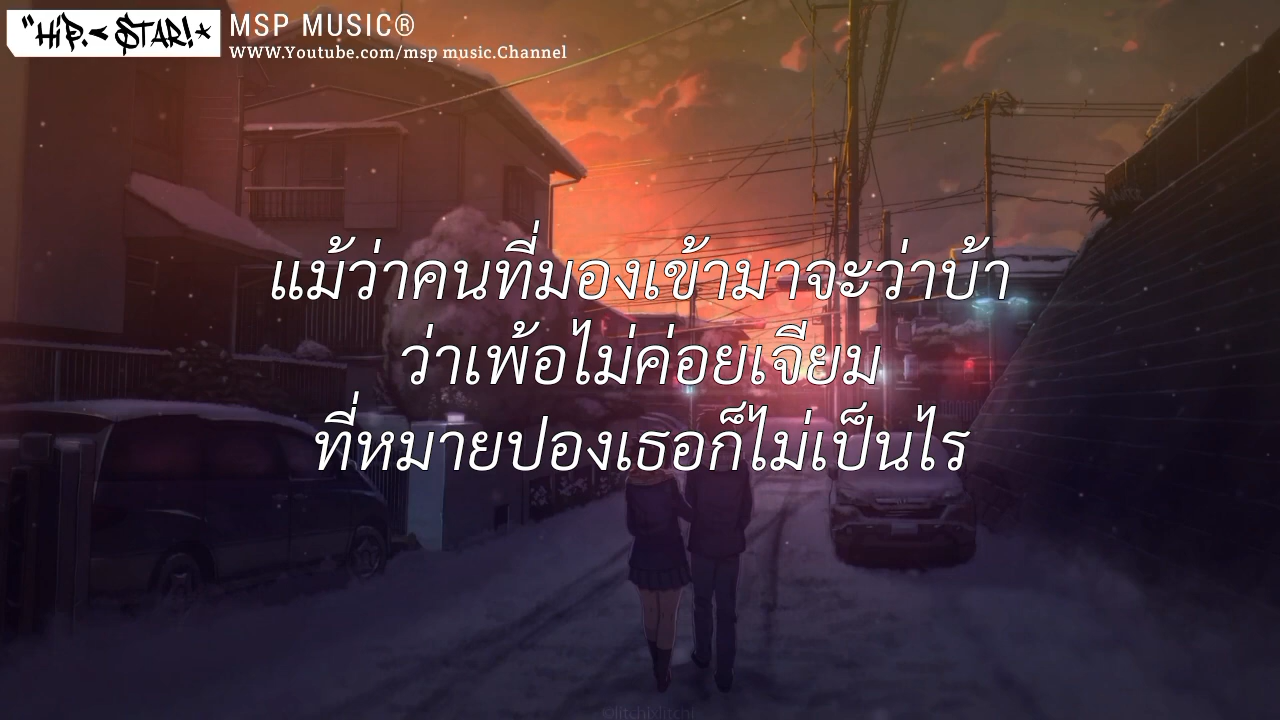 "HIP.-STAR!★
MSP MUSIC®
WWW.Youtube.com/msp music.Channel
แม้ว่าคนที่มองเข้ามาจะว่าบ้า
ว่าเพ้อไม่ค่อยเจียม
ที่หมายปองเธอก็ไม่เป็นไร
©litchixlitchi